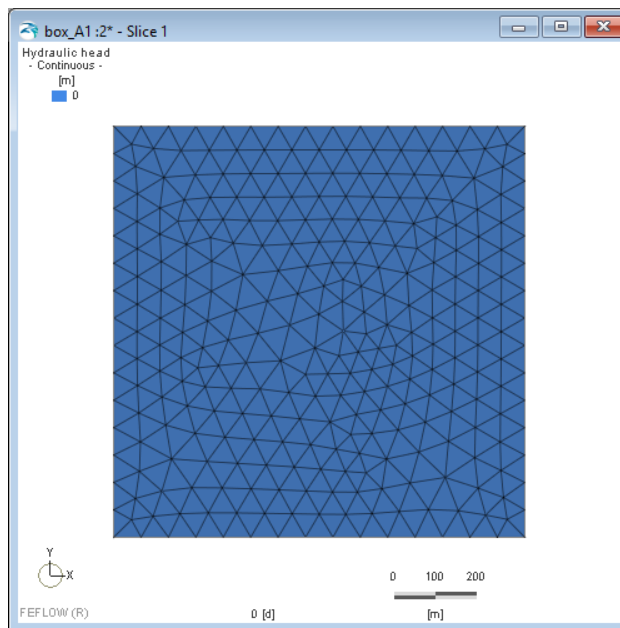 box_A1 :2* - Slice 1
Hydraulic head
- Continuous -
[m]
0
Y
X
0 100 200
FEFLOW (R)
0 [d]
[m]